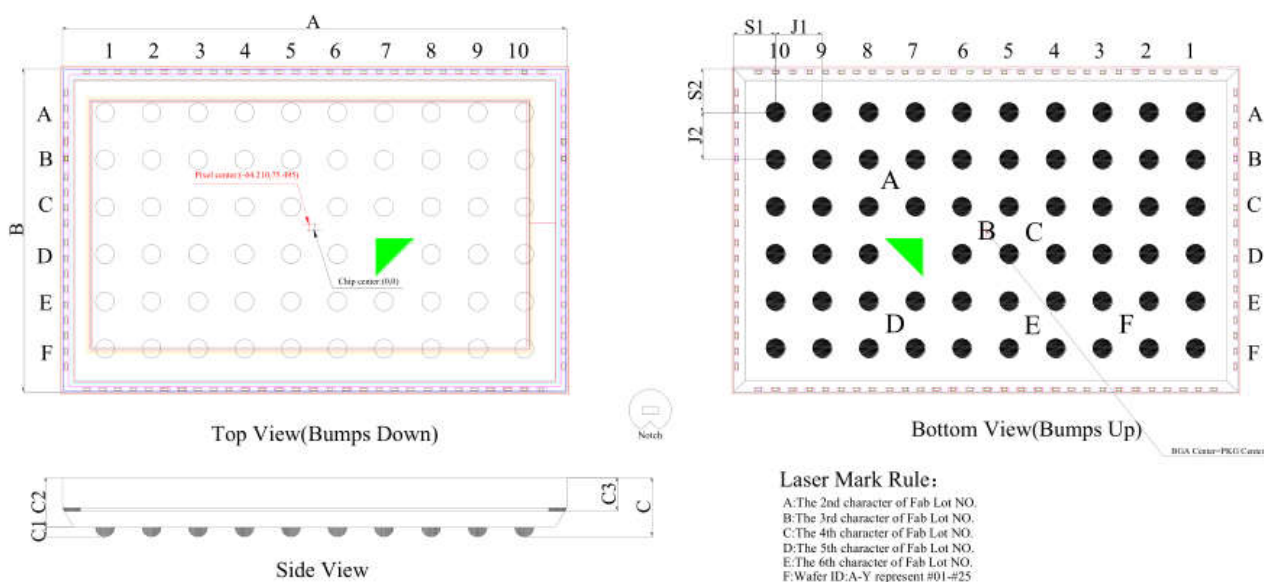 A
1 2 3 4 5 6 7 8 9 10
B
A
B
C
D
E
F
Pixel center (-64.210,75.495)
Chip center (0,0)
Top View(Bumps Down)
Notch
S1 J1
10 9 8 7 6 5 4 3 2 1
S2
J2
A
B
C
D
E
F
A
B C
D E F
Bottom View(Bumps Up)
BGA Center=PKG Center
C2
C1
C3
C
Side View
Laser Mark Rule:
A:The 2nd character of Fab Lot NO.
B:The 3rd character of Fab Lot NO.
C:The 4th character of Fab Lot NO.
D:The 5th character of Fab Lot NO.
E:The 6th character of Fab Lot NO.
F:Wafer ID:A-Y represent #01-#25